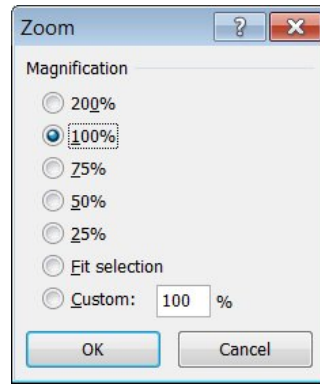 Zoom
Magnification
200%
100%
75%
50%
25%
Fit selection
Custom: 100 %
OK Cancel